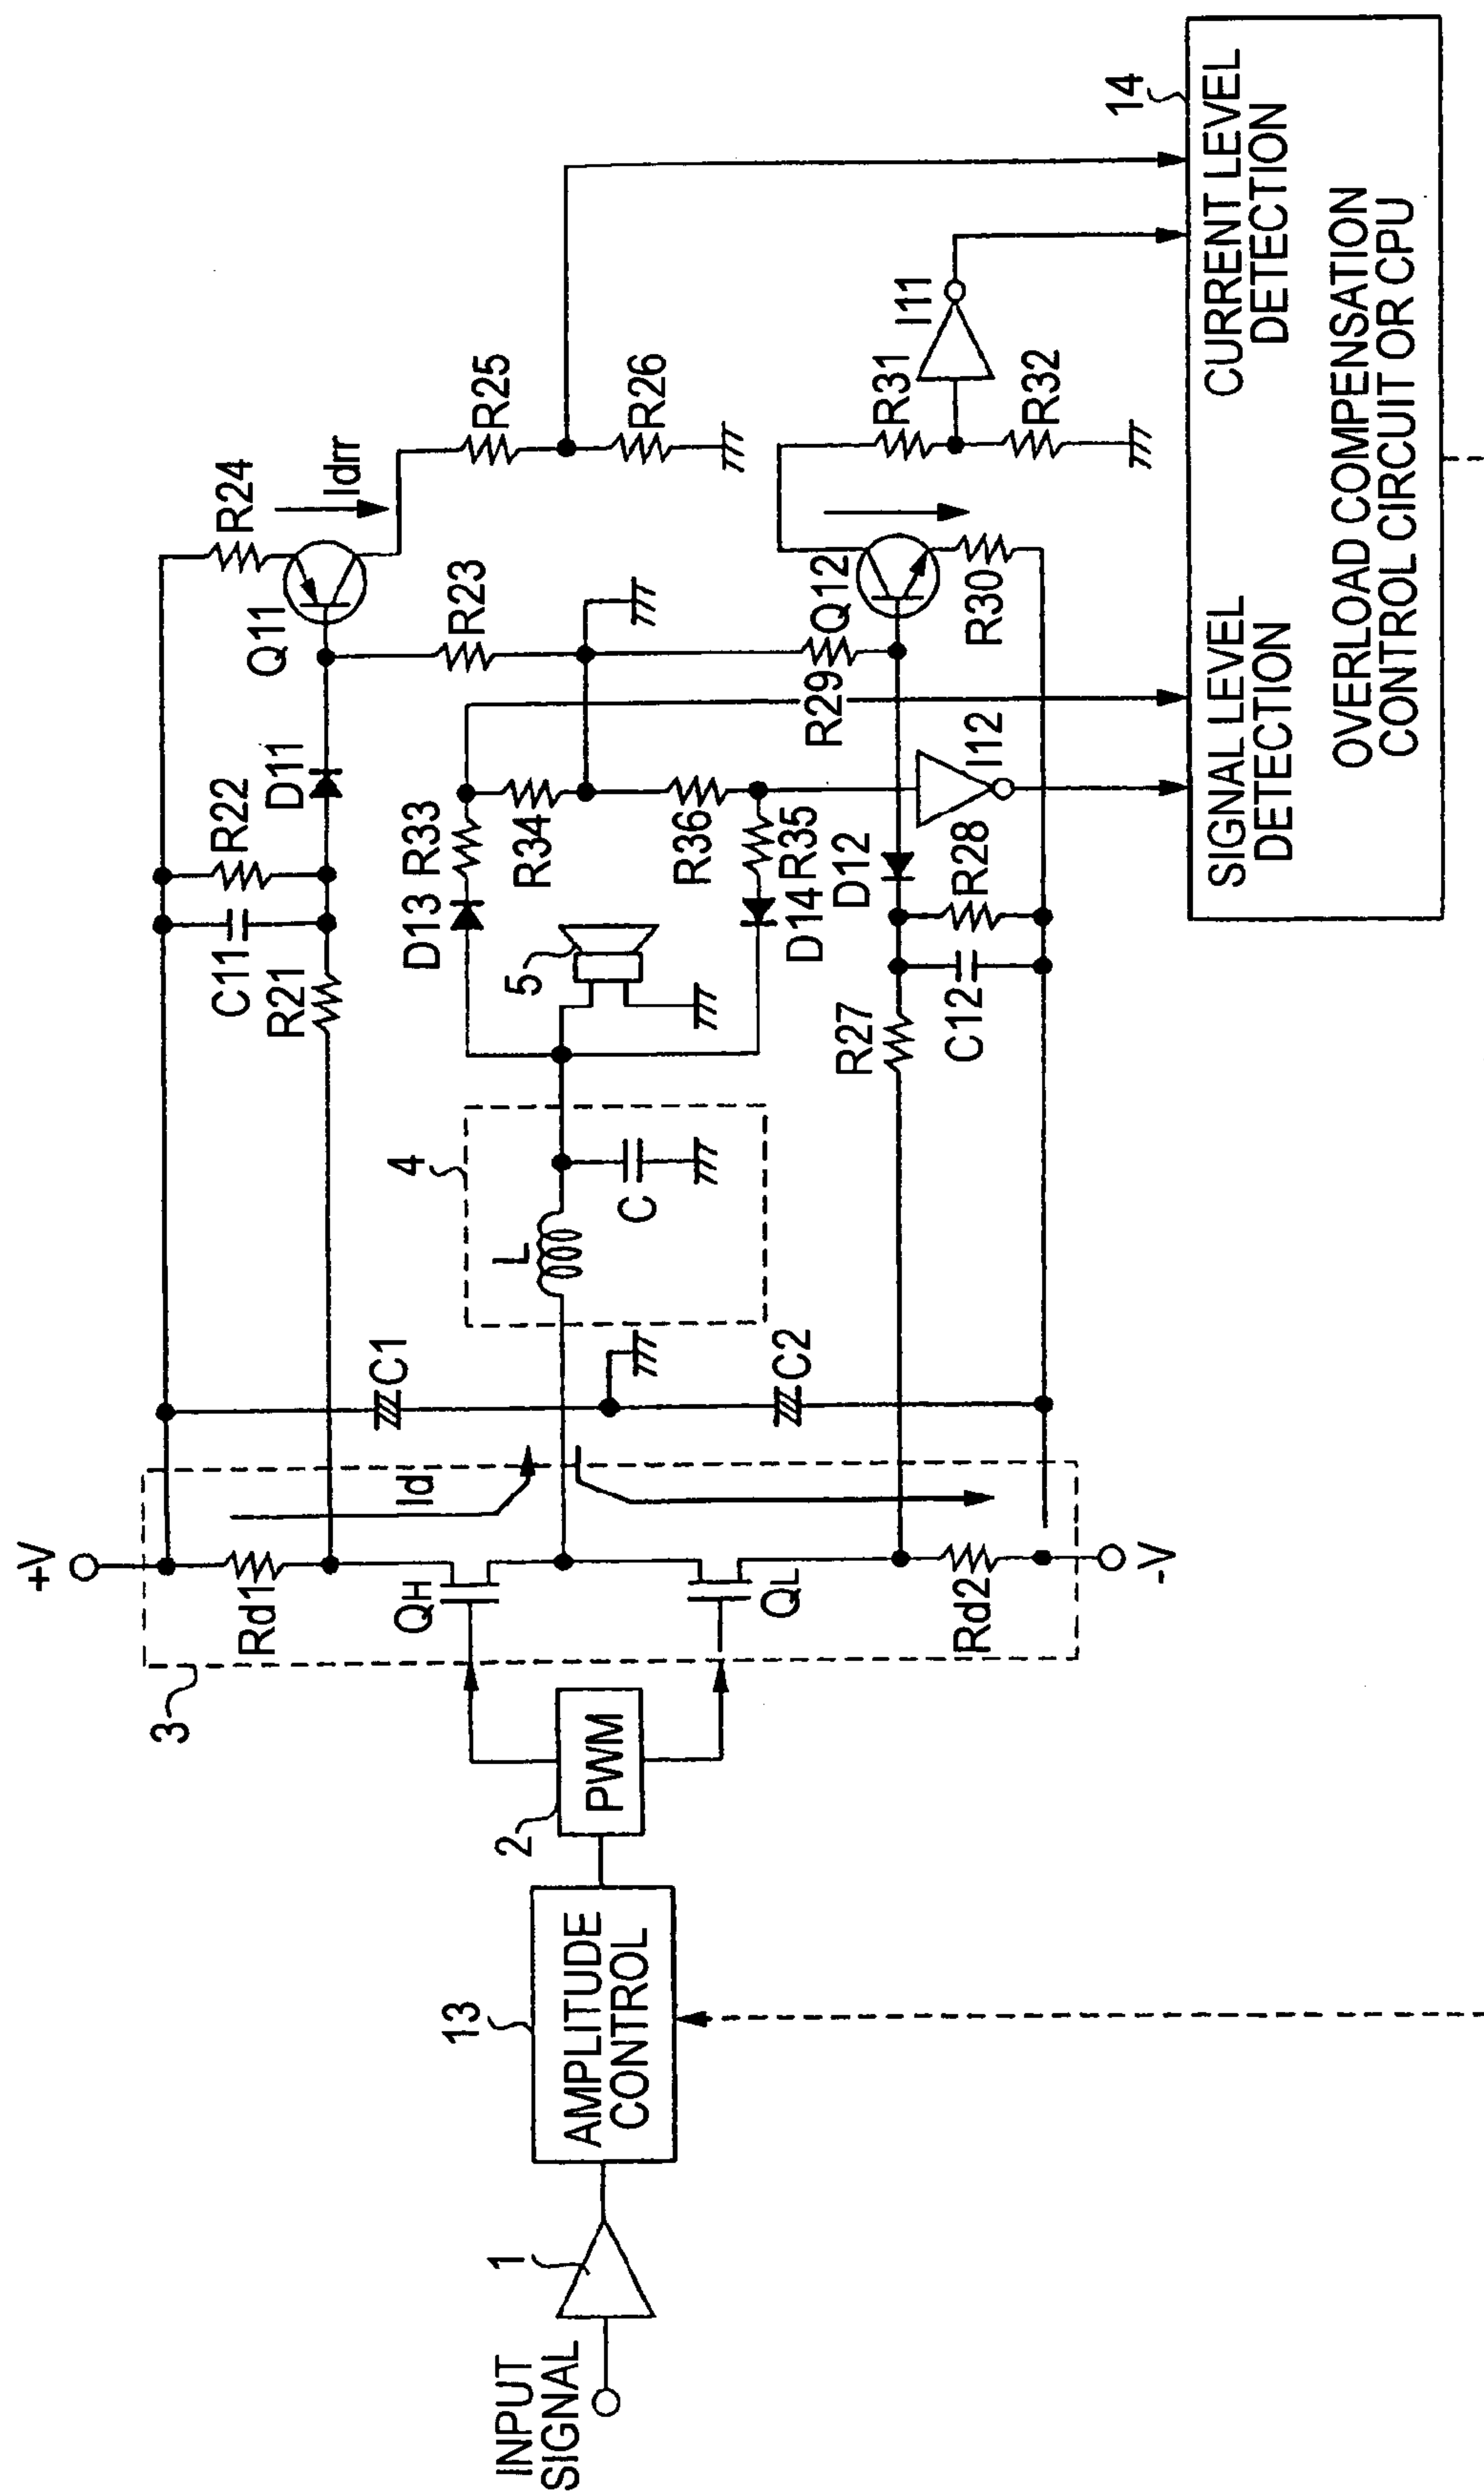 INPUT
SIGNAL
1
13
AMPLITUDE
CONTROL
2
PWM
3
+V
Rd1
QH
Id
QL
Rd2
-V
C1
C2
4
L
C
5
C11
R21
R22
D11
Q11
R24
Idrr
R23
R25
R26
D13
R33
R34
R36
R35
D14
D12
R27
C12
R28
R29
Q12
R30
I12
R31
R32
I11
14
SIGNAL LEVEL
DETECTION
CURRENT LEVEL
DETECTION
OVERLOAD COMPENSATION
CONTROL CIRCUIT OR CPU